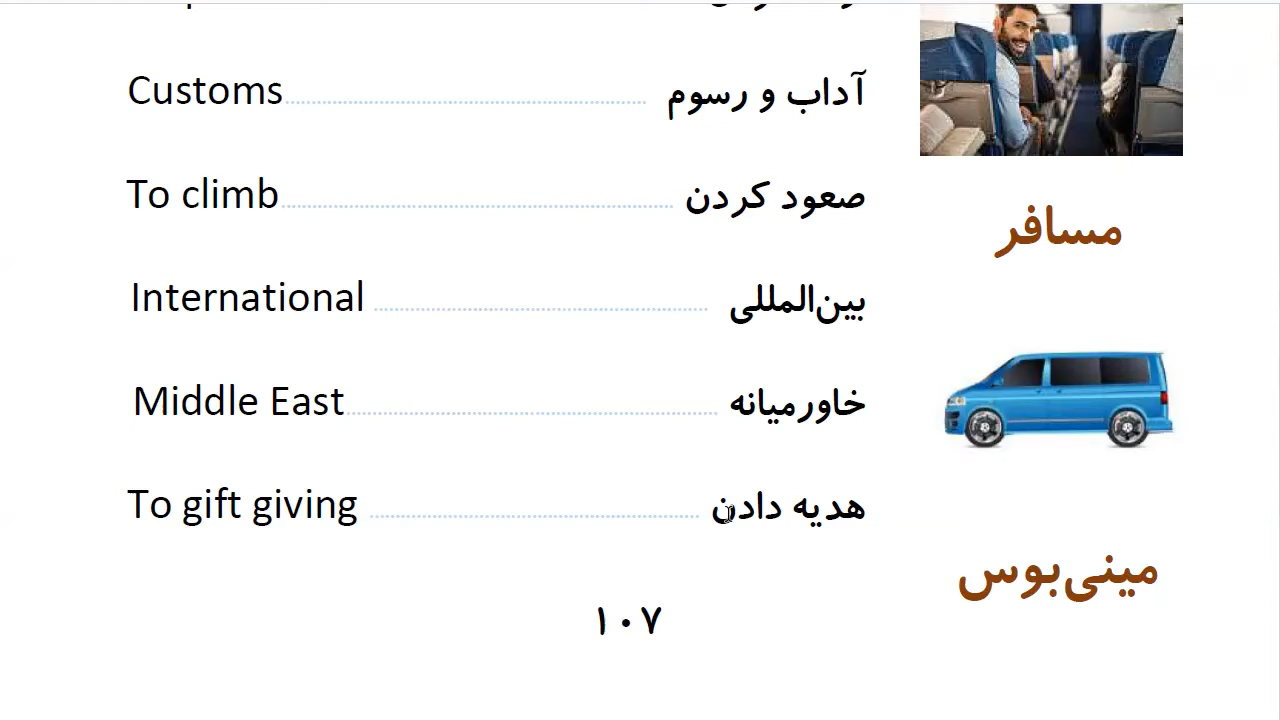 Customs آداب و رسوم
To climb صعود کردن
مسافر
International بین‌المللی
Middle East خاورمیانه
To gift giving هدیه دادن
مینی‌بوس
۱۰۷